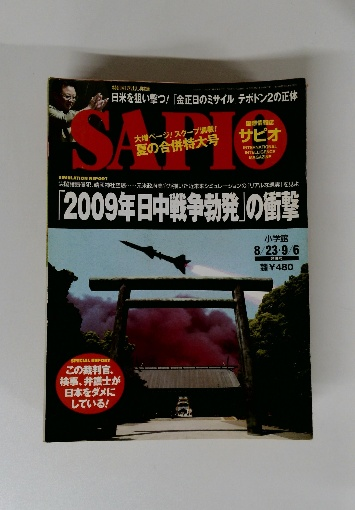 日米を狙い撃つ!「金正日のミサイル」テポドン2の正体
SAPIO
大増ページ!スクープ満載!
夏の合併特大号
国際情報誌
サピオ
INTERNATIONAL
INTELLIGENCE
MAGAZINE
SIMULATION REPORT
「2009年日中戦争勃発」の衝撃
小学館
8/23・9/6
¥480
SPECIAL REPORT
この裁判官、
検事、弁護士が
日本をダメに
している!